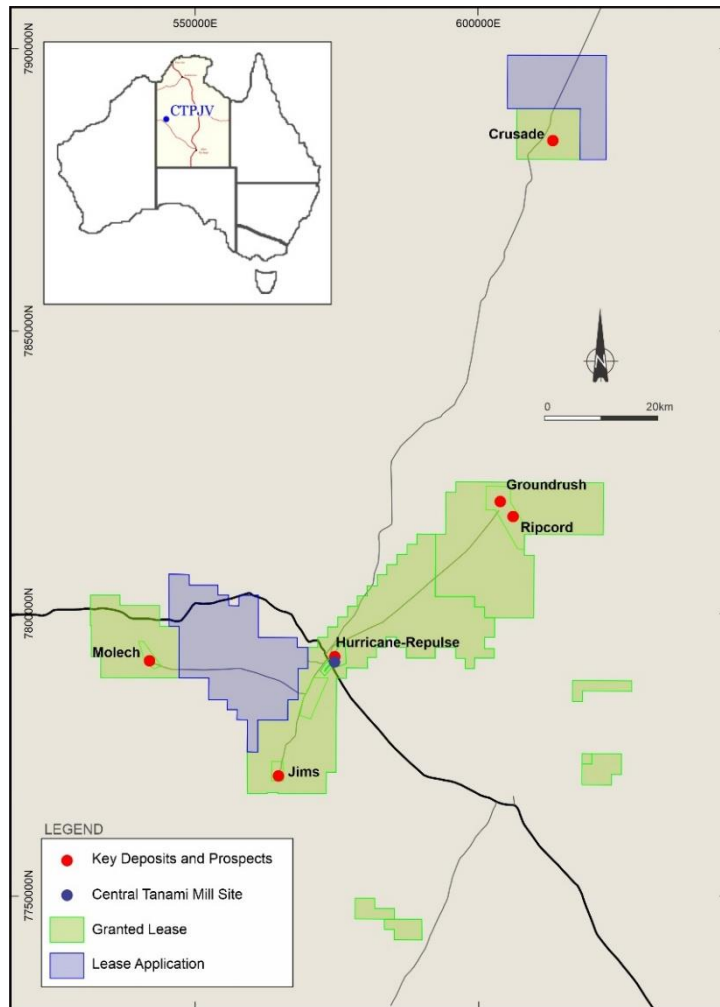 550000E
600000E
7900000N
CTPJV
Crusade
7850000N
N
0 20km
Groundrush
Ripcord
7800000N
Hurricane-Repulse
Molech
Jims
LEGEND
Key Deposits and Prospects
Central Tanami Mill Site
Granted Lease
Lease Application
7750000N